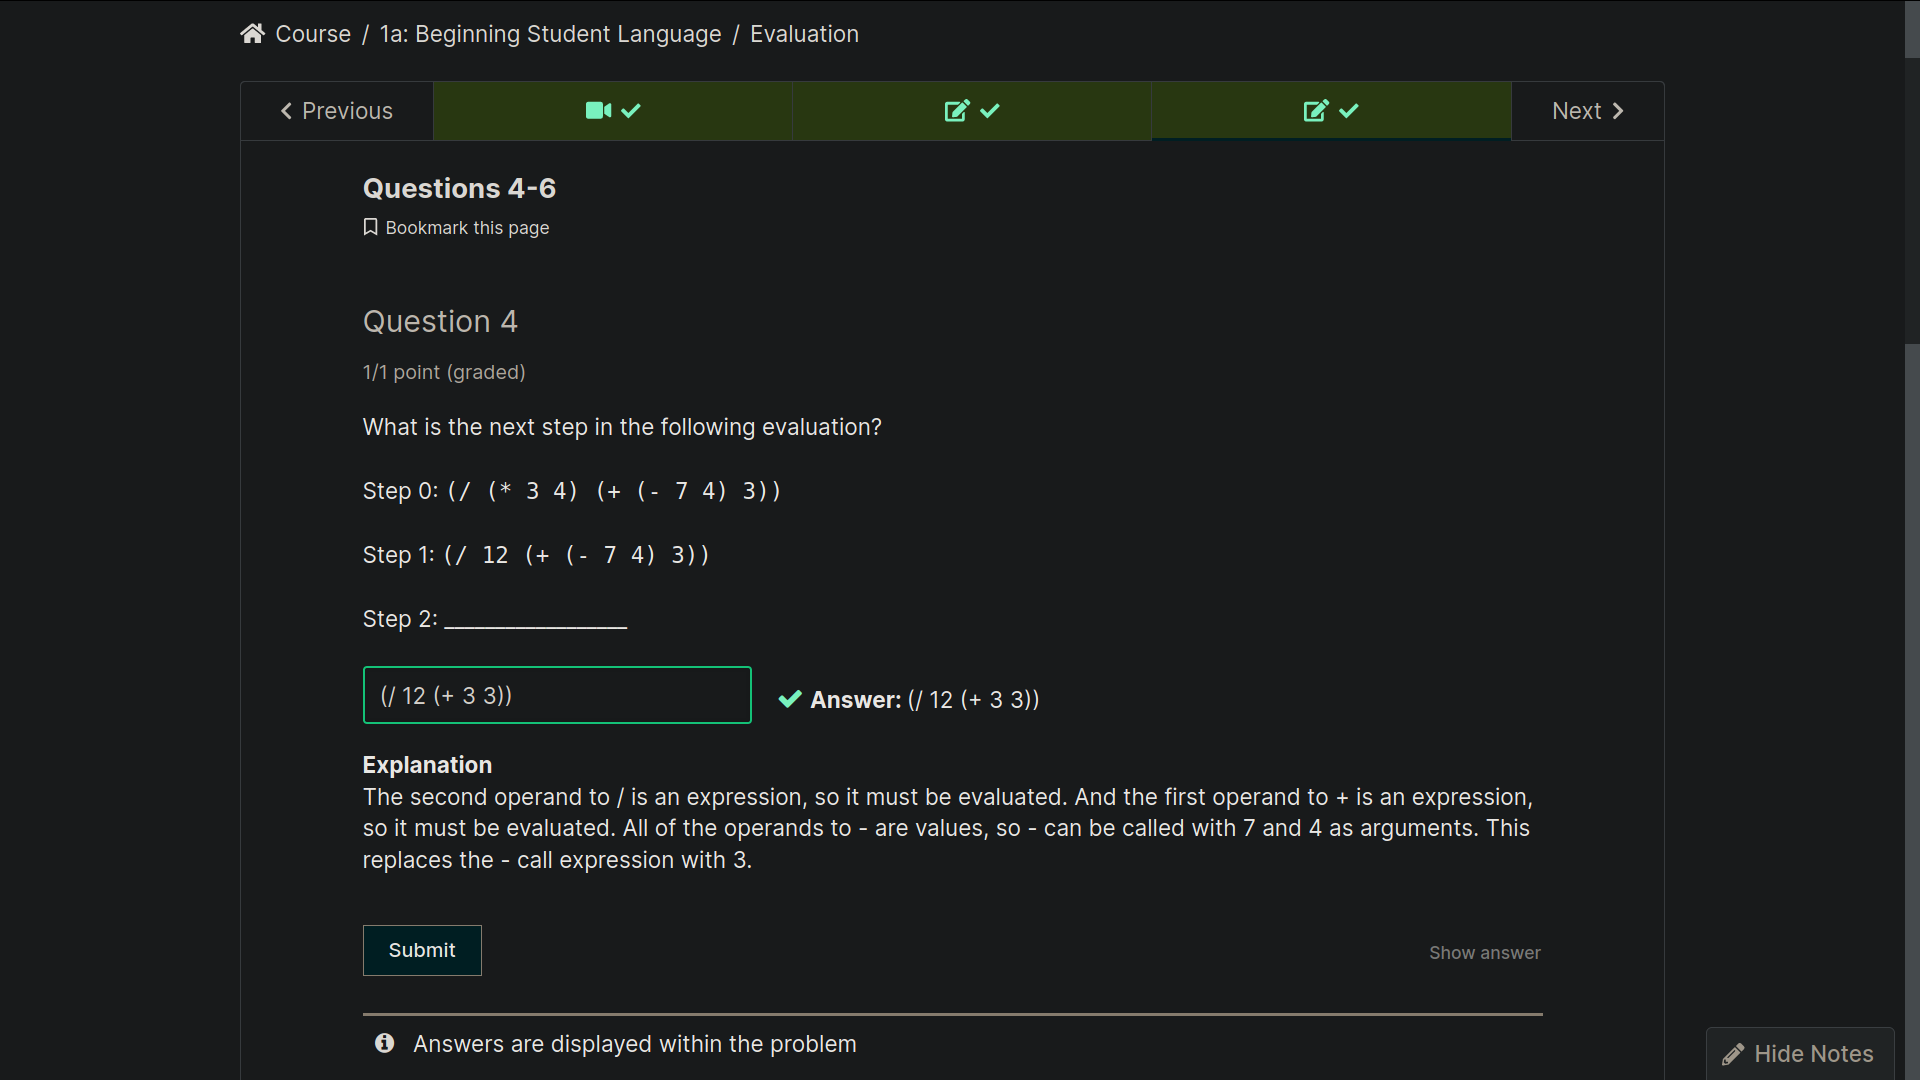 Course / 1a: Beginning Student Language / Evaluation
Previous
Next
Questions 4-6
Bookmark this page
Question 4
1/1 point (graded)
What is the next step in the following evaluation?
Step 0: (/ (* 3 4) (+ (- 7 4) 3))
Step 1: (/ 12 (+ (- 7 4) 3))
Step 2: __________________
(/ 12 (+ 3 3))
Answer: (/ 12 (+ 3 3))
Explanation
The second operand to / is an expression, so it must be evaluated. And the first operand to + is an expression,
so it must be evaluated. All of the operands to - are values, so - can be called with 7 and 4 as arguments. This
replaces the - call expression with 3.
Submit
Show answer
Answers are displayed within the problem
Hide Notes